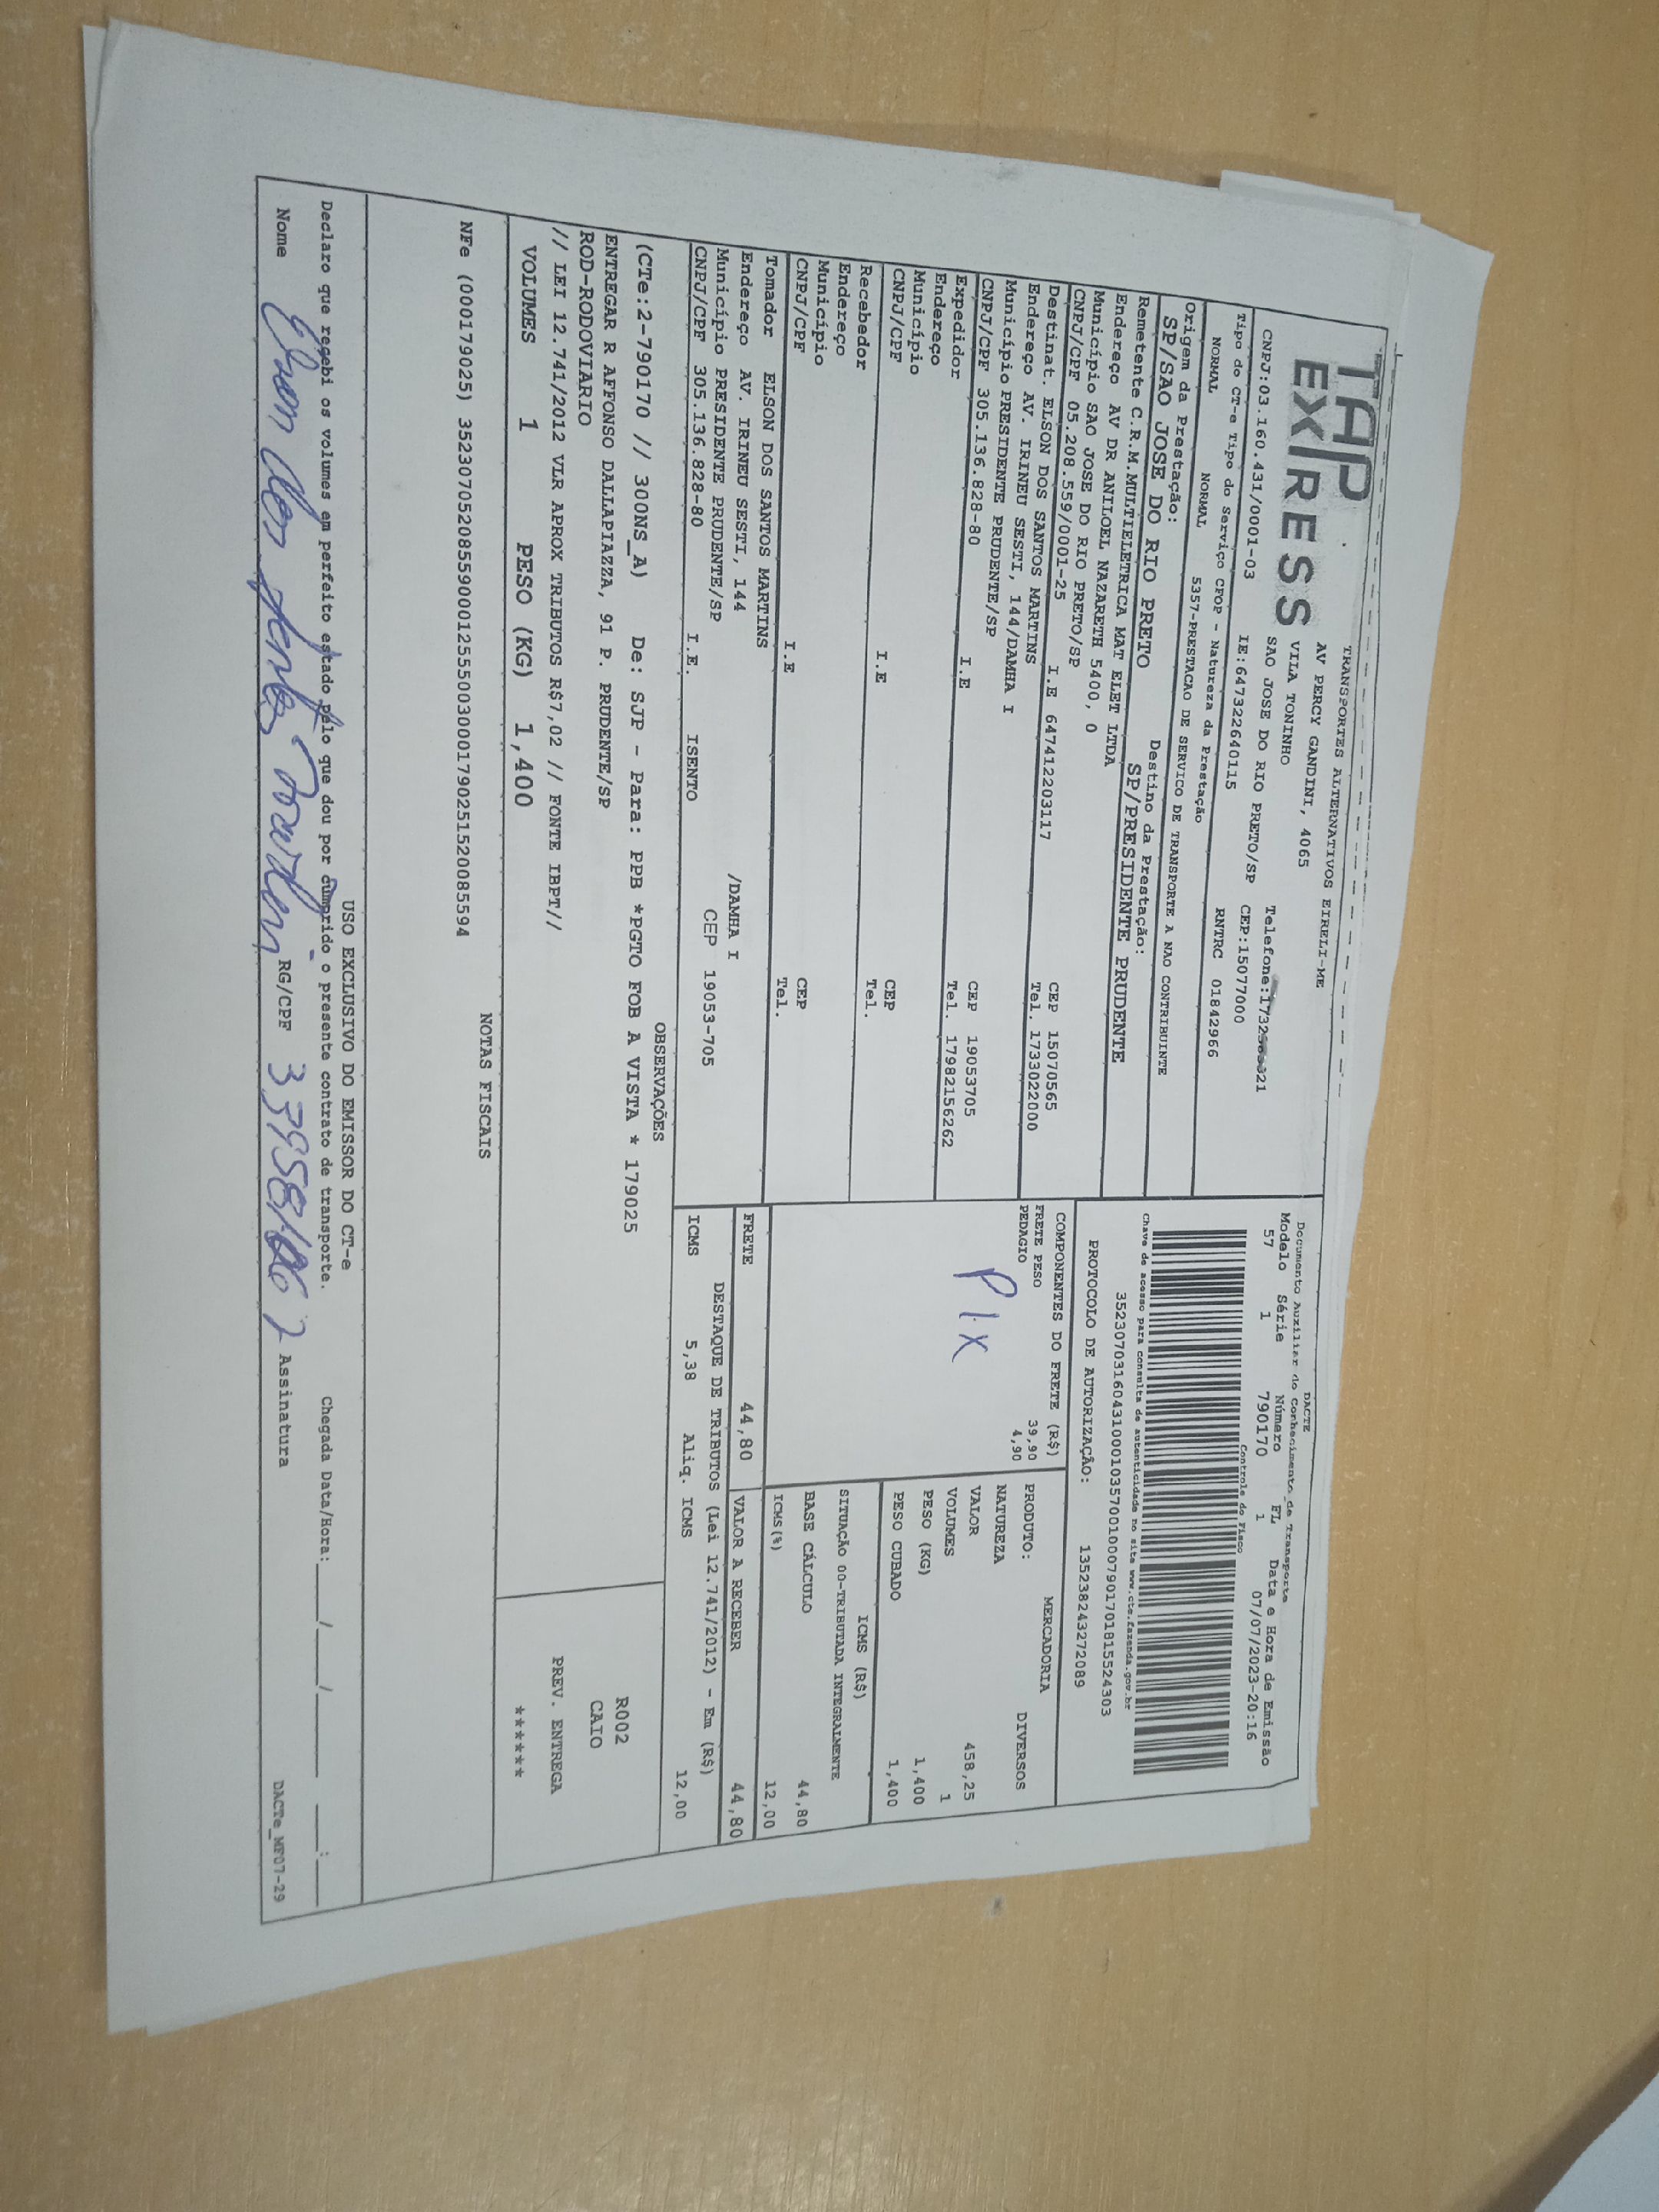 TAP
EXPRESS
TRANSPORTES ALTERNATIVOS EIRELI-ME
AV PERCY GANDINI, 4065
VILA TONINHO
SAO JOSE DO RIO PRETO/SP
CNPJ:03.160.431/0001-03 IE:647322640115 CEP:15077000
Tipo do CT-e Tipo do Serviço CFOP - Natureza da Prestação RNTRC 01842966
NORMAL NORMAL 5357-PRESTACAO DE SERVICO DE TRANSPORTE A NAO CONTRIBUINTE
Origem da Prestação: Destino da Prestação:
SP/SAO JOSE DO RIO PRETO SP/PRESIDENTE PRUDENTE
Remetente C.R.M.MULTIELETRICA MAT ELET LTDA
Endereço AV DR ANILOEL NAZARETH 5400, 0
Município SAO JOSE DO RIO PRETO/SP CEP 15070565
CNPJ/CPF 05.208.559/0001-25 I.E 647412203117 Tel. 1733022000
Destinat. ELSON DOS SANTOS MARTINS
Endereço AV. IRINEU SESTI, 144/DAMHA I
Município PRESIDENTE PRUDENTE/SP CEP 19053705
CNPJ/CPF 305.136.828-80 I.E Tel. 17982156262
Expedidor
Endereço
Município CEP
CNPJ/CPF I.E Tel.
Recebedor
Endereço
Município CEP
CNPJ/CPF I.E Tel.
Tomador ELSON DOS SANTOS MARTINS
Endereço AV. IRINEU SESTI, 144 /DAMHA I
Município PRESIDENTE PRUDENTE/SP CEP 19053-705
CNPJ/CPF 305.136.828-80 I.E. ISENTO
DACTE
Documento Auxiliar do Conhecimento de Transporte
Modelo Série Número FL Data e Hora de Emissão
57 1 790170 1 07/07/2023-20:16
Controle do Fisco
Chave de acesso para consulta de autenticidade no site www.cte.fazenda.gov.br
35230703160431000103570010007901701815524303
PROTOCOLO DE AUTORIZAÇÃO: 135238243272089
COMPONENTES DO FRETE (R$)
FRETE PESO 39,90
PEDAGIO 4,90
PIX
MERCADORIA
PRODUTO: DIVERSOS
NATUREZA
VALOR 458,25
VOLUMES 1
PESO (KG) 1,400
PESO CUBADO 1,400
ICMS (R$)
SITUAÇÃO 00-TRIBUTADA INTEGRALMENTE
BASE CÁLCULO 44,80
ICMS(%) 12,00
FRETE 44,80 VALOR A RECEBER 44,80
DESTAQUE DE TRIBUTOS (Lei 12.741/2012) - Em (R$)
ICMS 5,38 Aliq. ICMS 12,00
OBSERVAÇÕES
(CTe:2-790170 // 300NS_A) De: SJP - Para: PPB *PGTO FOB A VISTA * 179025
ENTREGAR R AFFONSO DALLAPIAZZA, 91 P. PRUDENTE/SP
ROD-RODOVIARIO
// LEI 12.741/2012 VLR APROX TRIBUTOS R$7,02 // FONTE IBPT//
R002
CAIO
VOLUMES 1 PESO (KG) 1,400
PREV. ENTREGA
******
NOTAS FISCAIS
NFe (000179025) 35230705208559000125550030001790251520085594
USO EXCLUSIVO DO EMISSOR DO CT-e
Declaro que recebi os volumes em perfeito estado pelo que dou por cumprido o presente contrato de transporte. Chegada Data/Hora: ____/____/____ ____:____
Nome Elson dos Santos Martins RG/CPF Assinatura
DACTe_MF07-29